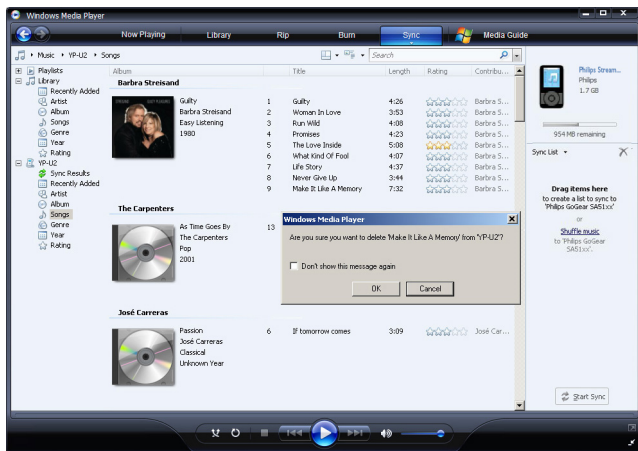 Windows Media Player
Now Playing Library Rip Burn Sync Media Guide
Music YP-U2 Songs
Search
Playlists
Library
Recently Added
Artist
Album
Songs
Genre
Year
Rating
YP-U2
Sync Results
Recently Added
Artist
Album
Songs
Genre
Year
Rating
Album Title Length Rating Contribu...
Barbra Streisand
Guilty
Barbra Streisand
Easy Listening
1980
1 Guilty 4:26 Barbra S...
2 Woman In Love 3:53 Barbra S...
3 Run Wild 4:08 Barbra S...
4 Promises 4:23 Barbra S...
5 The Love Inside 5:08 Barbra S...
6 What Kind Of Fool 4:07 Barbra S...
7 Life Story 4:37 Barbra S...
8 Never Give Up 3:44 Barbra S...
9 Make It Like A Memory 7:32 Barbra S...
The Carpenters
As Time Goes By
The Carpenters
Pop
2001
13
José Carreras
Passion
José Carreras
Classical
Unknown Year
6 If tomorrow comes 3:09 José Car...
Windows Media Player
Are you sure you want to delete 'Make It Like A Memory' from 'YP-U2'?
Don't show this message again
OK Cancel
Philips Stream...
Philips
1.7 GB
954 MB remaining
Sync List
Drag items here
to create a list to sync to
'Philips GoGear SA51xx'.
or
Shuffle music
to 'Philips GoGear
SA51xx'.
Start Sync